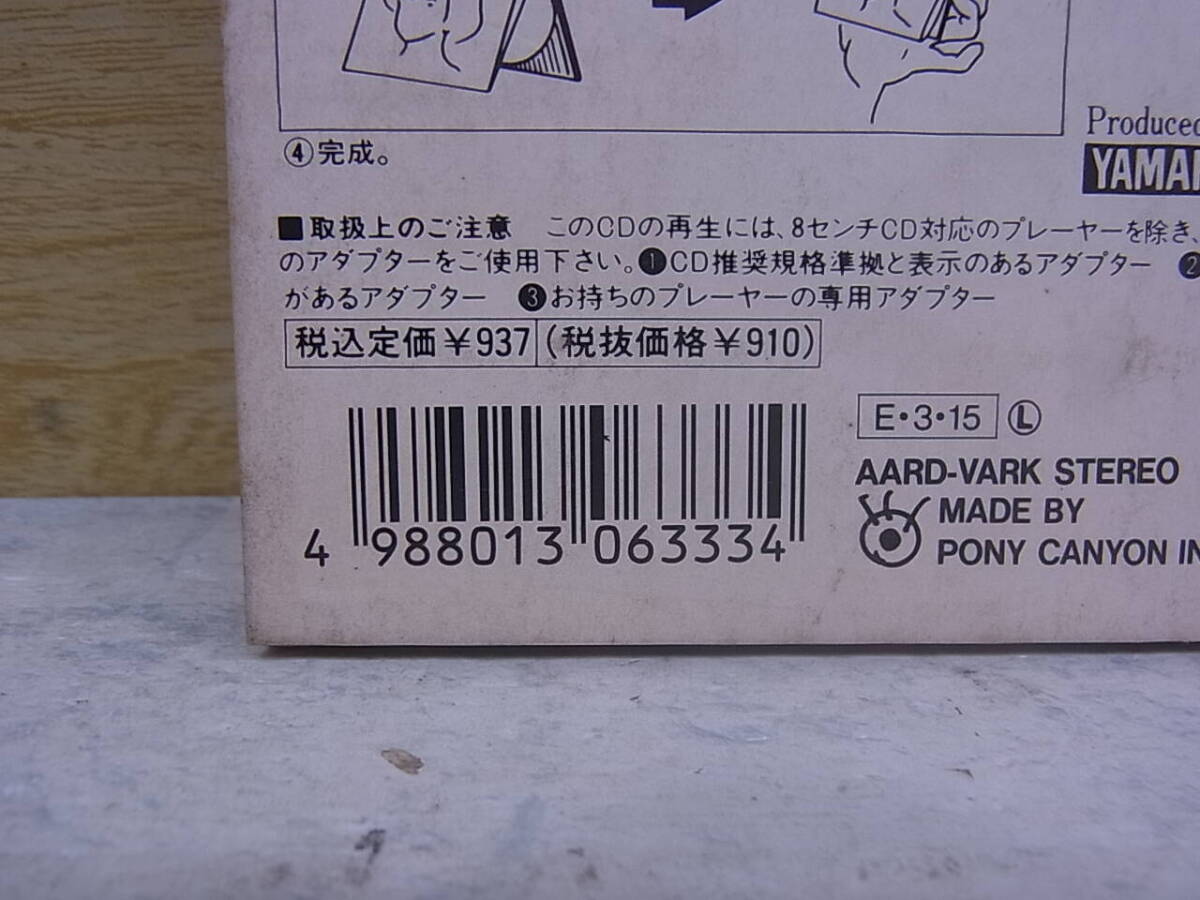 ④完成。
Produced
■取扱上のご注意 このCDの再生には、8センチCD対応のプレーヤーを除き、
のアダプターをご使用下さい。❶CD推奨規格準拠と表示のあるアダプター ❷
があるアダプター ❸お持ちのプレーヤーの専用アダプター
税込定価¥937 (税抜価格¥910)
E・3・15 Ⓛ
AARD-VARK STEREO
MADE BY
PONY CANYON IN
4 988013 063334